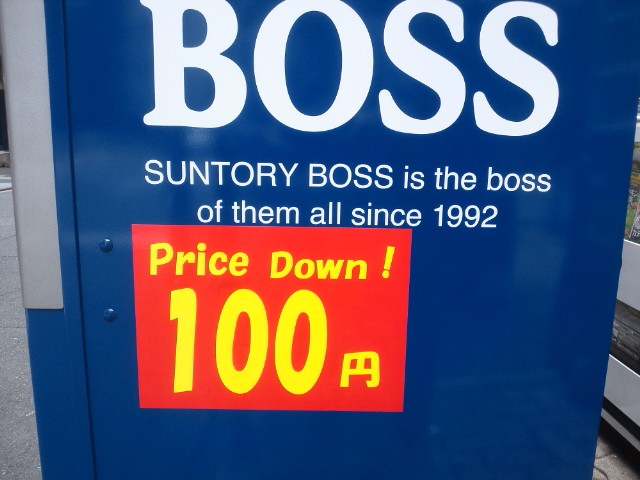 BOSS
SUNTORY BOSS is the boss
of them all since 1992
Price Down!
100円